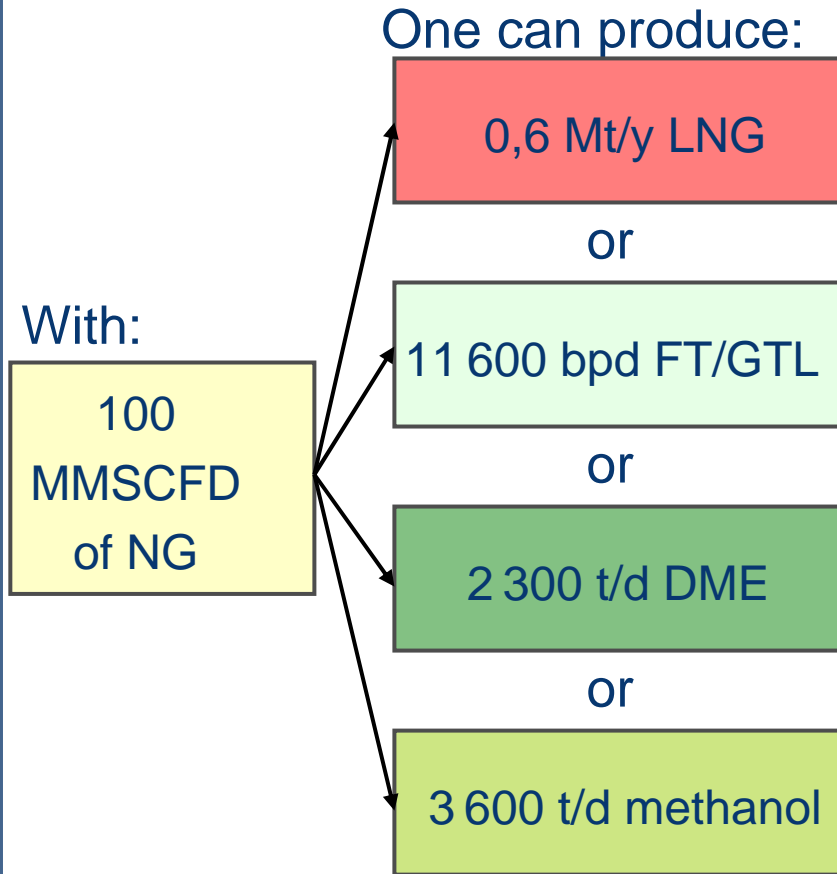 One can produce:
0,6 Mt/y LNG
or
With:
11 600 bpd FT/GTL
100
MMSCFD
of NG
or
2 300 t/d DME
or
3 600 t/d methanol